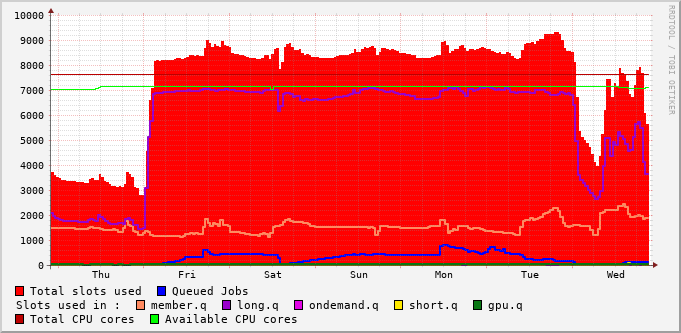 10000
9000
8000
7000
6000
5000
4000
3000
2000
1000
0
Thu Fri Sat Sun Mon Tue Wed
RRDTOOL / TOBI OETIKER
Total slots used Queued Jobs
Slots used in : member.q long.q ondemand.q short.q gpu.q
Total CPU cores Available CPU cores